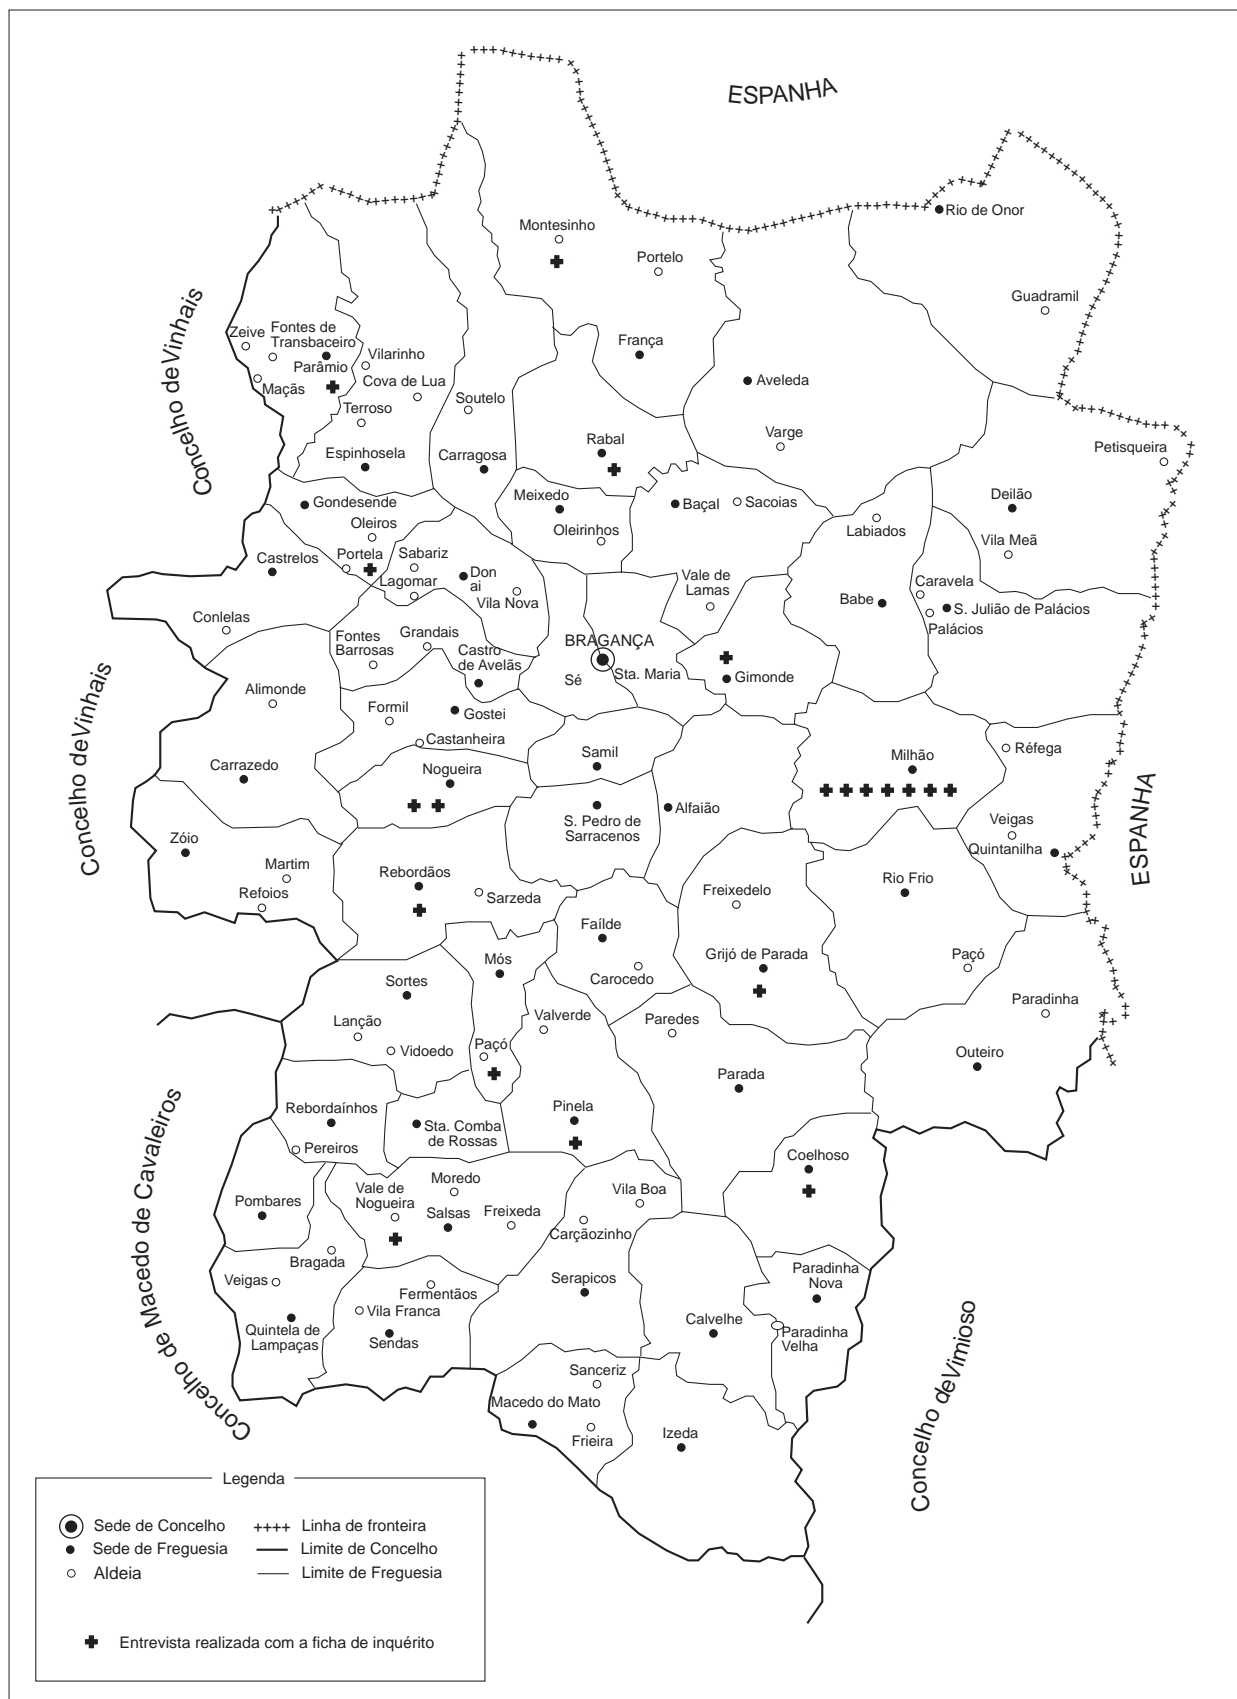 ESPANHA
Rio de Onor
Montesinho
Portelo
Guadramil
Concelho de Vinhais
Zeive
Fontes de
Transbaceiro
Parâmio
Maçãs
Vilarinho
Cova de Lua
Terroso
Espinhosela
Soutelo
Carragosa
França
Aveleda
Varge
Rabal
Petisqueira
Meixedo
Oleirinhos
Baçal
Sacoias
Labiados
Deilão
Vila Meã
Gondesende
Oleiros
Portela
Castrelos
Sabariz
Lagomar
Don
ai
Vila Nova
Vale de
Lamas
Babe
Caravela
S. Julião de Palácios
Palácios
Conlelas
Fontes
Barrosas
Grandais
Castro
de Avelãs
BRAGANÇA
Sta. Maria
Sé
Gimonde
Concelho de Vinhais
Alimonde
Formil
Gostei
Castanheira
Carrazedo
Nogueira
Samil
Milhão
Réfega
ESPANHA
S. Pedro de
Sarracenos
Alfaião
Veigas
Quintanilha
Zóio
Martim
Refoios
Rebordãos
Sarzeda
Freixedelo
Rio Frio
Faílde
Carocedo
Grijó de Parada
Paçó
Mós
Sortes
Lanção
Vidoedo
Paçó
Valverde
Paredes
Paradinha
Outeiro
Parada
Rebordaínhos
Pereiros
Sta. Comba
de Rossas
Pinela
Coelhoso
Concelho de Macedo de Cavaleiros
Pombares
Vale de
Nogueira
Moredo
Salsas
Freixeda
Vila Boa
Carçãozinho
Bragada
Veigas
Quintela de
Lampaças
Fermentãos
Vila Franca
Sendas
Serapicos
Calvelhe
Paradinha
Nova
Paradinha
Velha
Concelho de Vimioso
Sanceriz
Macedo do Mato
Frieira
Izeda
Legenda
Sede de Concelho
Sede de Freguesia
Aldeia
++++ Linha de fronteira
Limite de Concelho
Limite de Freguesia
Entrevista realizada com a ficha de inquérito